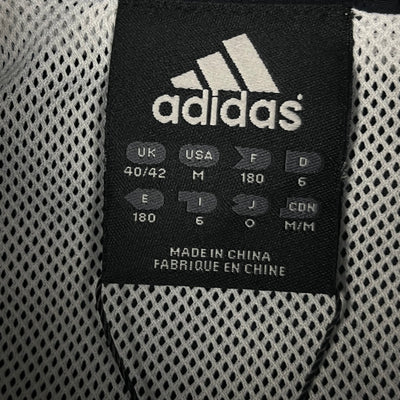 adidas
UK USA F D
40/42 M 180 6
E I J CDN
180 6 O M/M
MADE IN CHINA
FABRIQUE EN CHINE